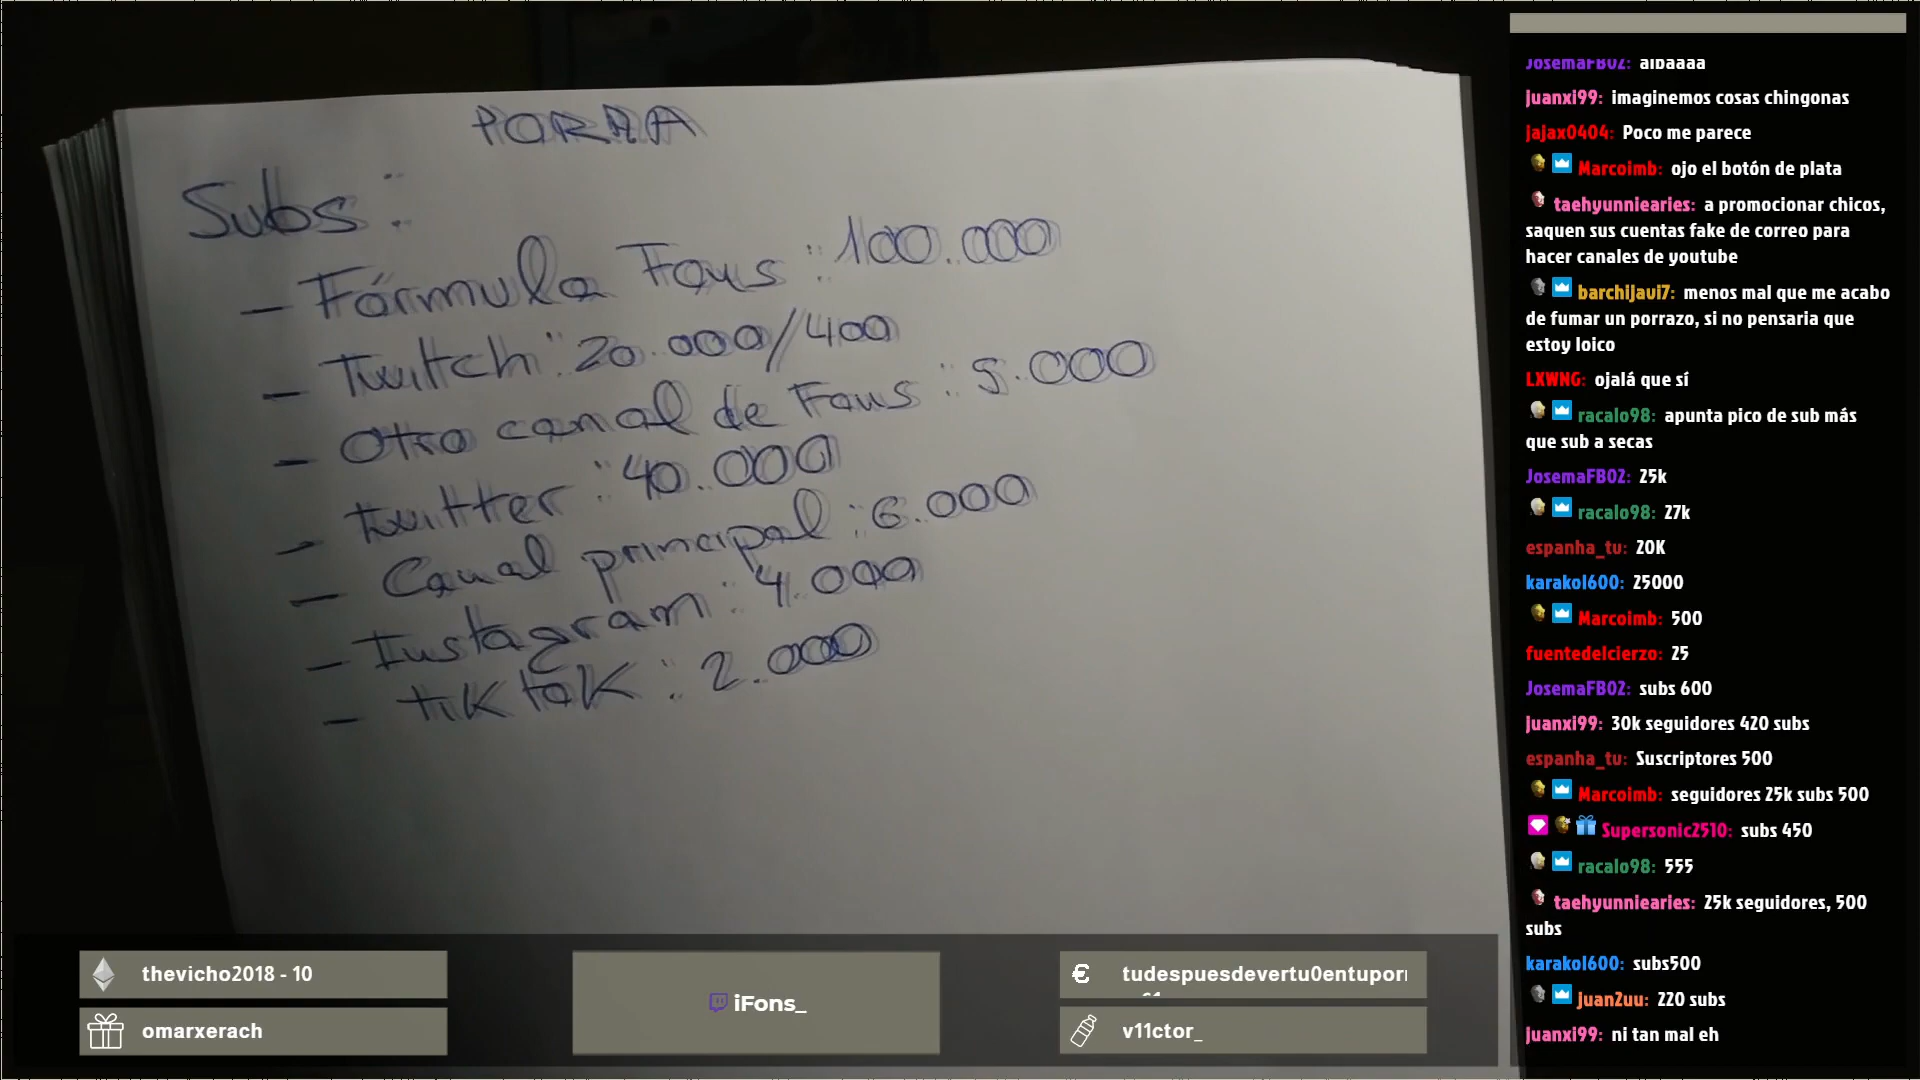 PORRA
Subs:
- Fórmula Fans: 100.000
- Twitch: 20.000/400
- Otro canal de Fans: 5.000
- twitter: 40.000
- Canal principal: 6.000
- Instagram: 4.000
- tiktok: 2.000
JosemaFB02: albaaaa
juanxi99: imaginemos cosas chingonas
jajax0404: Poco me parece
Marcoimb: ojo el botón de plata
taehyunniearies: a promocionar chicos,
saquen sus cuentas fake de correo para
hacer canales de youtube
barchijavi7: menos mal que me acabo
de fumar un porrazo, si no pensaria que
estoy loico
LXWNG: ojalá que sí
racalo98: apunta pico de sub más
que sub a secas
JosemaFB02: 25k
racalo98: 27k
espanha_tu: 20K
karakol600: 25000
Marcoimb: 500
fuentedelcierzo: 25
JosemaFB02: subs 600
juanxi99: 30k seguidores 420 subs
espanha_tu: Suscriptores 500
Marcoimb: seguidores 25k subs 500
Supersonic2510: subs 450
racalo98: 555
taehyunniearies: 25k seguidores, 500
subs
karakol600: subs500
juan2uu: 220 subs
juanxi99: ni tan mal eh
thevicho2018 - 10
omarxerach
iFons_
€ tudespuesdevertu0entupor
v11ctor_